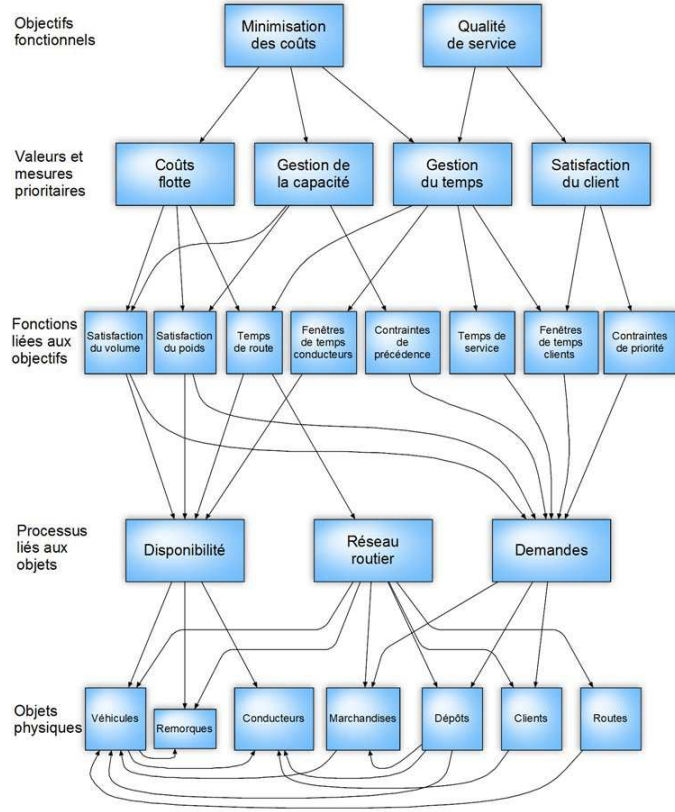 Objectifs
fonctionnels
Minimisation
des coûts
Qualité
de service
Valeurs et
mesures
prioritaires
Coûts
flotte
Gestion de
la capacité
Gestion
du temps
Satisfaction
du client
Fonctions
liées aux
objectifs
Satisfaction
du volume
Satisfaction
du poids
Temps
de route
Fenêtres
de temps
conducteurs
Contraintes
de
précédence
Temps de
service
Fenêtres
de temps
clients
Contraintes
de priorité
Processus
liés aux
objets
Disponibilité
Réseau
routier
Demandes
Objets
physiques
Véhicules
Remorques
Conducteurs
Marchandises
Dépôts
Clients
Routes